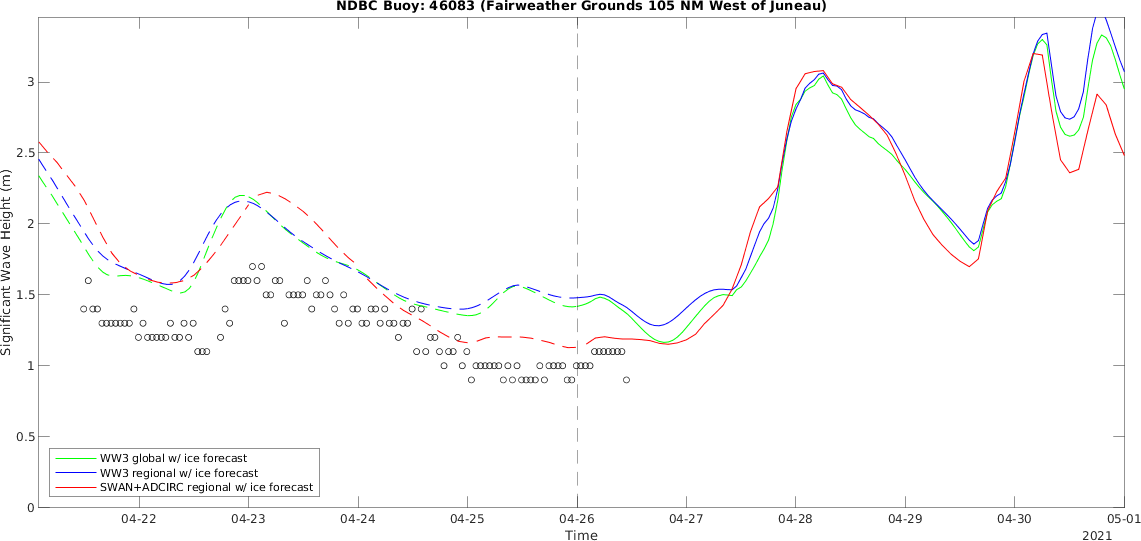 NDBC Buoy: 46083 (Fairweather Grounds 105 NM West of Juneau)
Significant Wave Height (m)
3
2.5
2
1.5
1
0.5
0
WW3 global w/ ice forecast
WW3 regional w/ ice forecast
SWAN+ADCIRC regional w/ ice forecast
04-22 04-23 04-24 04-25 04-26 04-27 04-28 04-29 04-30 05-01
Time
2021